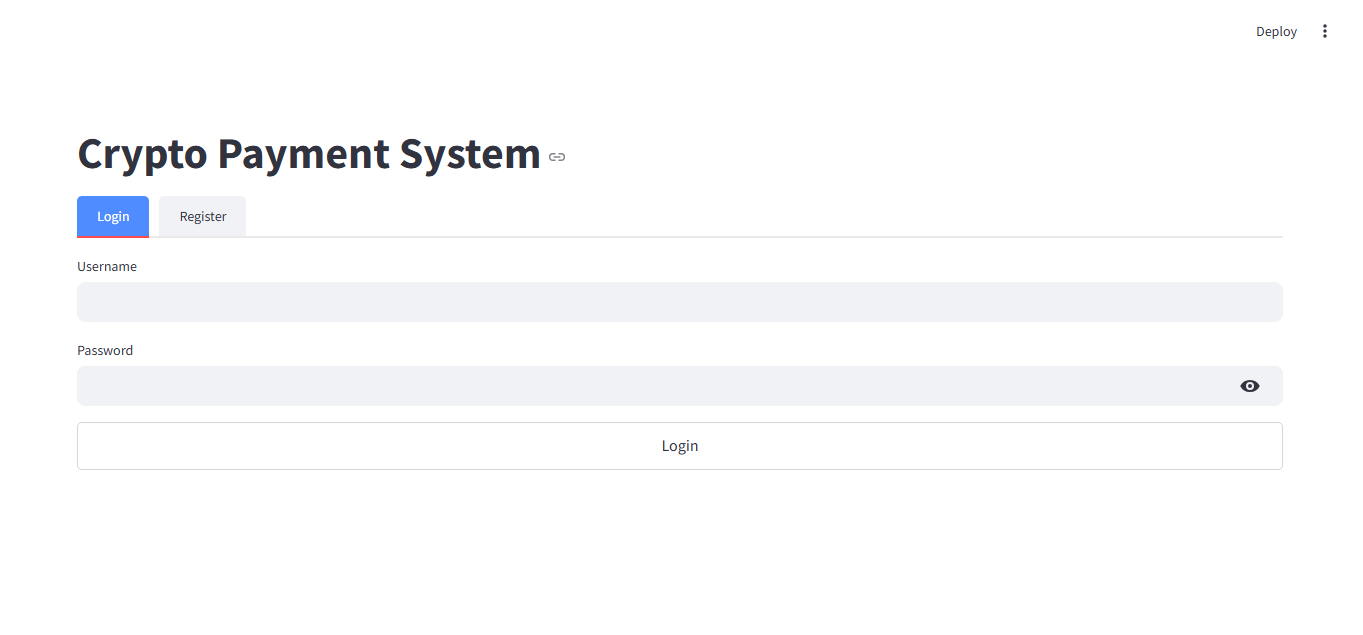 Deploy
Crypto Payment System
Login Register
Username
Password
Login